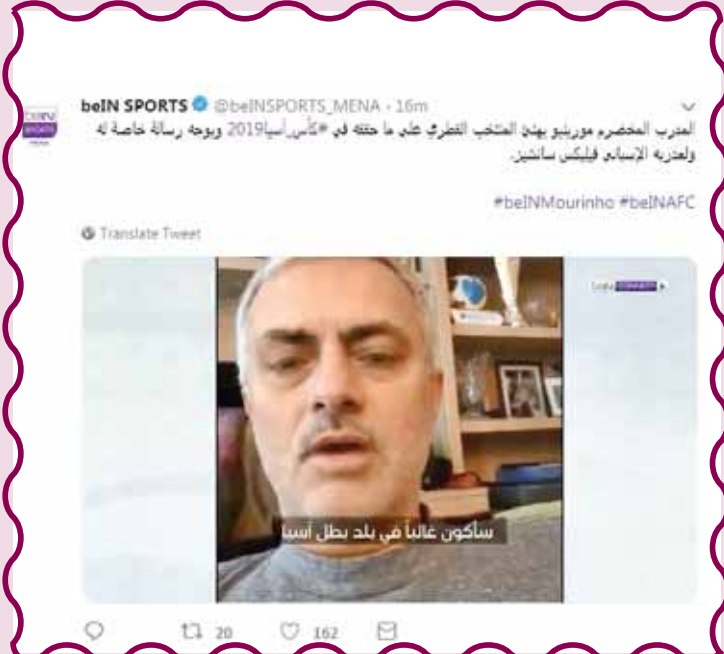 beIN SPORTS @beINSPORTS_MENA · 16m
المدرب المخضرم مورينيو يهنئ المنتخب القطري على ما حققه في #كأس_آسيا2019 ويوجه رسالة خاصة له
ولمدربه الإسباني فيليكس سانشيز.
#beINMourinho #beINAFC
Translate Tweet
سأكون غالباً في بلد بطل آسيا
20 162